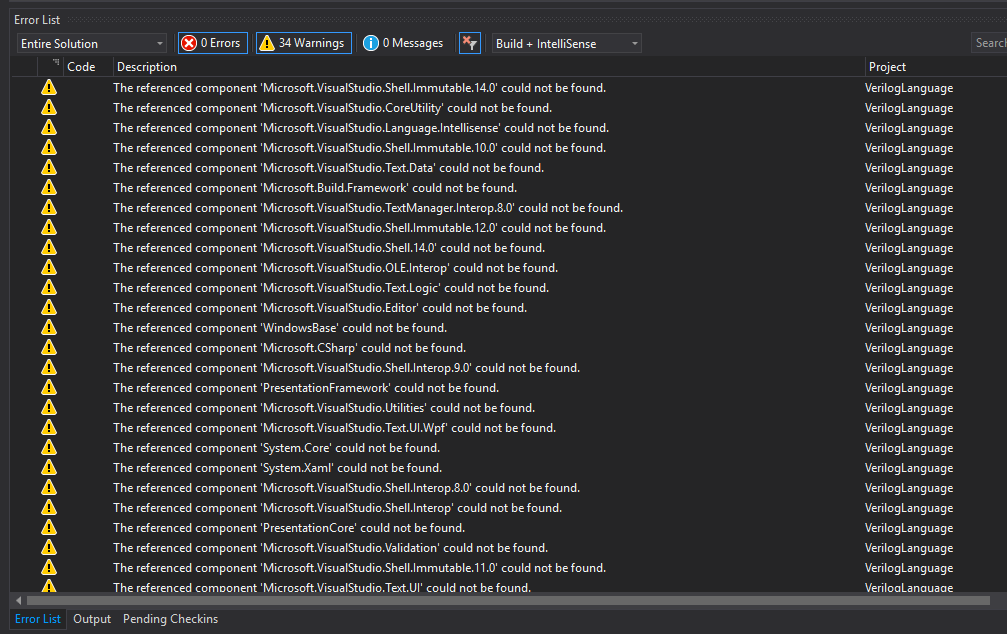 Error List
Entire Solution 0 Errors 34 Warnings 0 Messages Build + IntelliSense Search
Code Description Project
The referenced component 'Microsoft.VisualStudio.Shell.Immutable.14.0' could not be found. VerilogLanguage
The referenced component 'Microsoft.VisualStudio.CoreUtility' could not be found. VerilogLanguage
The referenced component 'Microsoft.VisualStudio.Language.Intellisense' could not be found. VerilogLanguage
The referenced component 'Microsoft.VisualStudio.Shell.Immutable.10.0' could not be found. VerilogLanguage
The referenced component 'Microsoft.VisualStudio.Text.Data' could not be found. VerilogLanguage
The referenced component 'Microsoft.Build.Framework' could not be found. VerilogLanguage
The referenced component 'Microsoft.VisualStudio.TextManager.Interop.8.0' could not be found. VerilogLanguage
The referenced component 'Microsoft.VisualStudio.Shell.Immutable.12.0' could not be found. VerilogLanguage
The referenced component 'Microsoft.VisualStudio.Shell.14.0' could not be found. VerilogLanguage
The referenced component 'Microsoft.VisualStudio.OLE.Interop' could not be found. VerilogLanguage
The referenced component 'Microsoft.VisualStudio.Text.Logic' could not be found. VerilogLanguage
The referenced component 'Microsoft.VisualStudio.Editor' could not be found. VerilogLanguage
The referenced component 'WindowsBase' could not be found. VerilogLanguage
The referenced component 'Microsoft.CSharp' could not be found. VerilogLanguage
The referenced component 'Microsoft.VisualStudio.Shell.Interop.9.0' could not be found. VerilogLanguage
The referenced component 'PresentationFramework' could not be found. VerilogLanguage
The referenced component 'Microsoft.VisualStudio.Utilities' could not be found. VerilogLanguage
The referenced component 'Microsoft.VisualStudio.Text.UI.Wpf' could not be found. VerilogLanguage
The referenced component 'System.Core' could not be found. VerilogLanguage
The referenced component 'System.Xaml' could not be found. VerilogLanguage
The referenced component 'Microsoft.VisualStudio.Shell.Interop.8.0' could not be found. VerilogLanguage
The referenced component 'Microsoft.VisualStudio.Shell.Interop' could not be found. VerilogLanguage
The referenced component 'PresentationCore' could not be found. VerilogLanguage
The referenced component 'Microsoft.VisualStudio.Validation' could not be found. VerilogLanguage
The referenced component 'Microsoft.VisualStudio.Shell.Immutable.11.0' could not be found. VerilogLanguage
The referenced component 'Microsoft.VisualStudio.Text.UI' could not be found. VerilogLanguage
Error List Output Pending Checkins